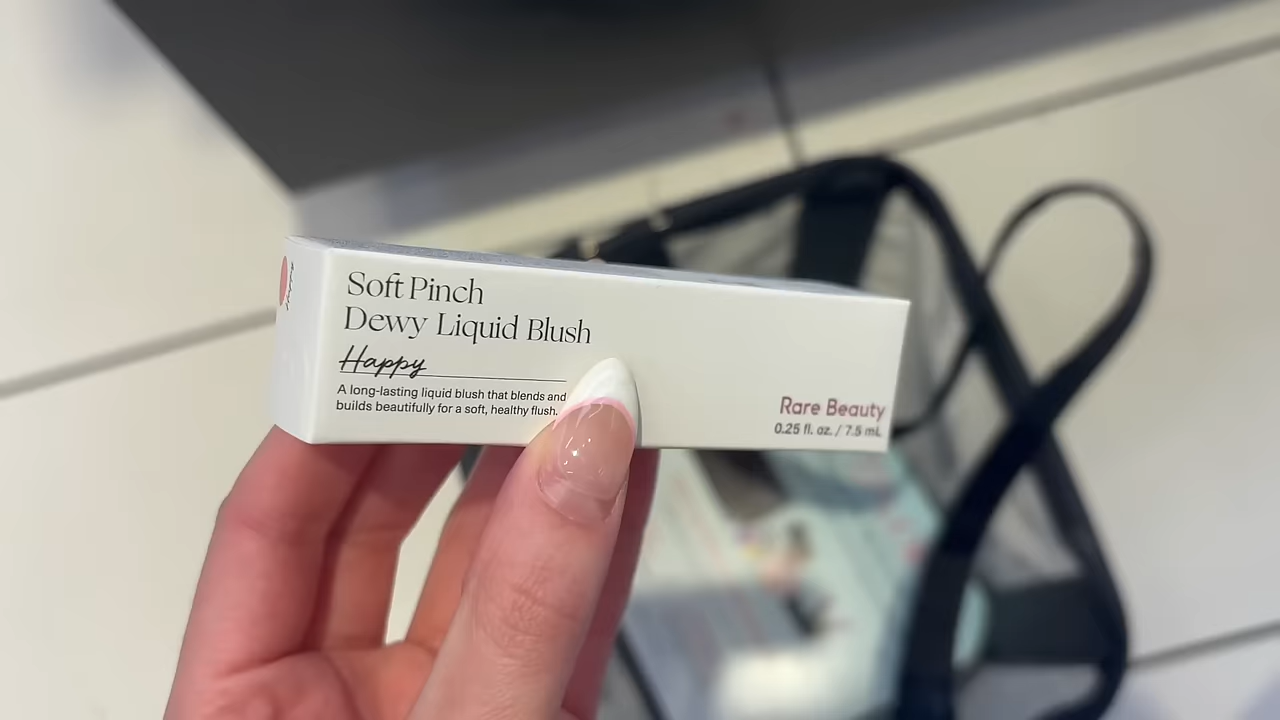 Soft Pinch
Dewy Liquid Blush
Happy
A long-lasting liquid blush that blends and
builds beautifully for a soft, healthy flush.
Rare Beauty
0.25 fl. oz. / 7.5 mL